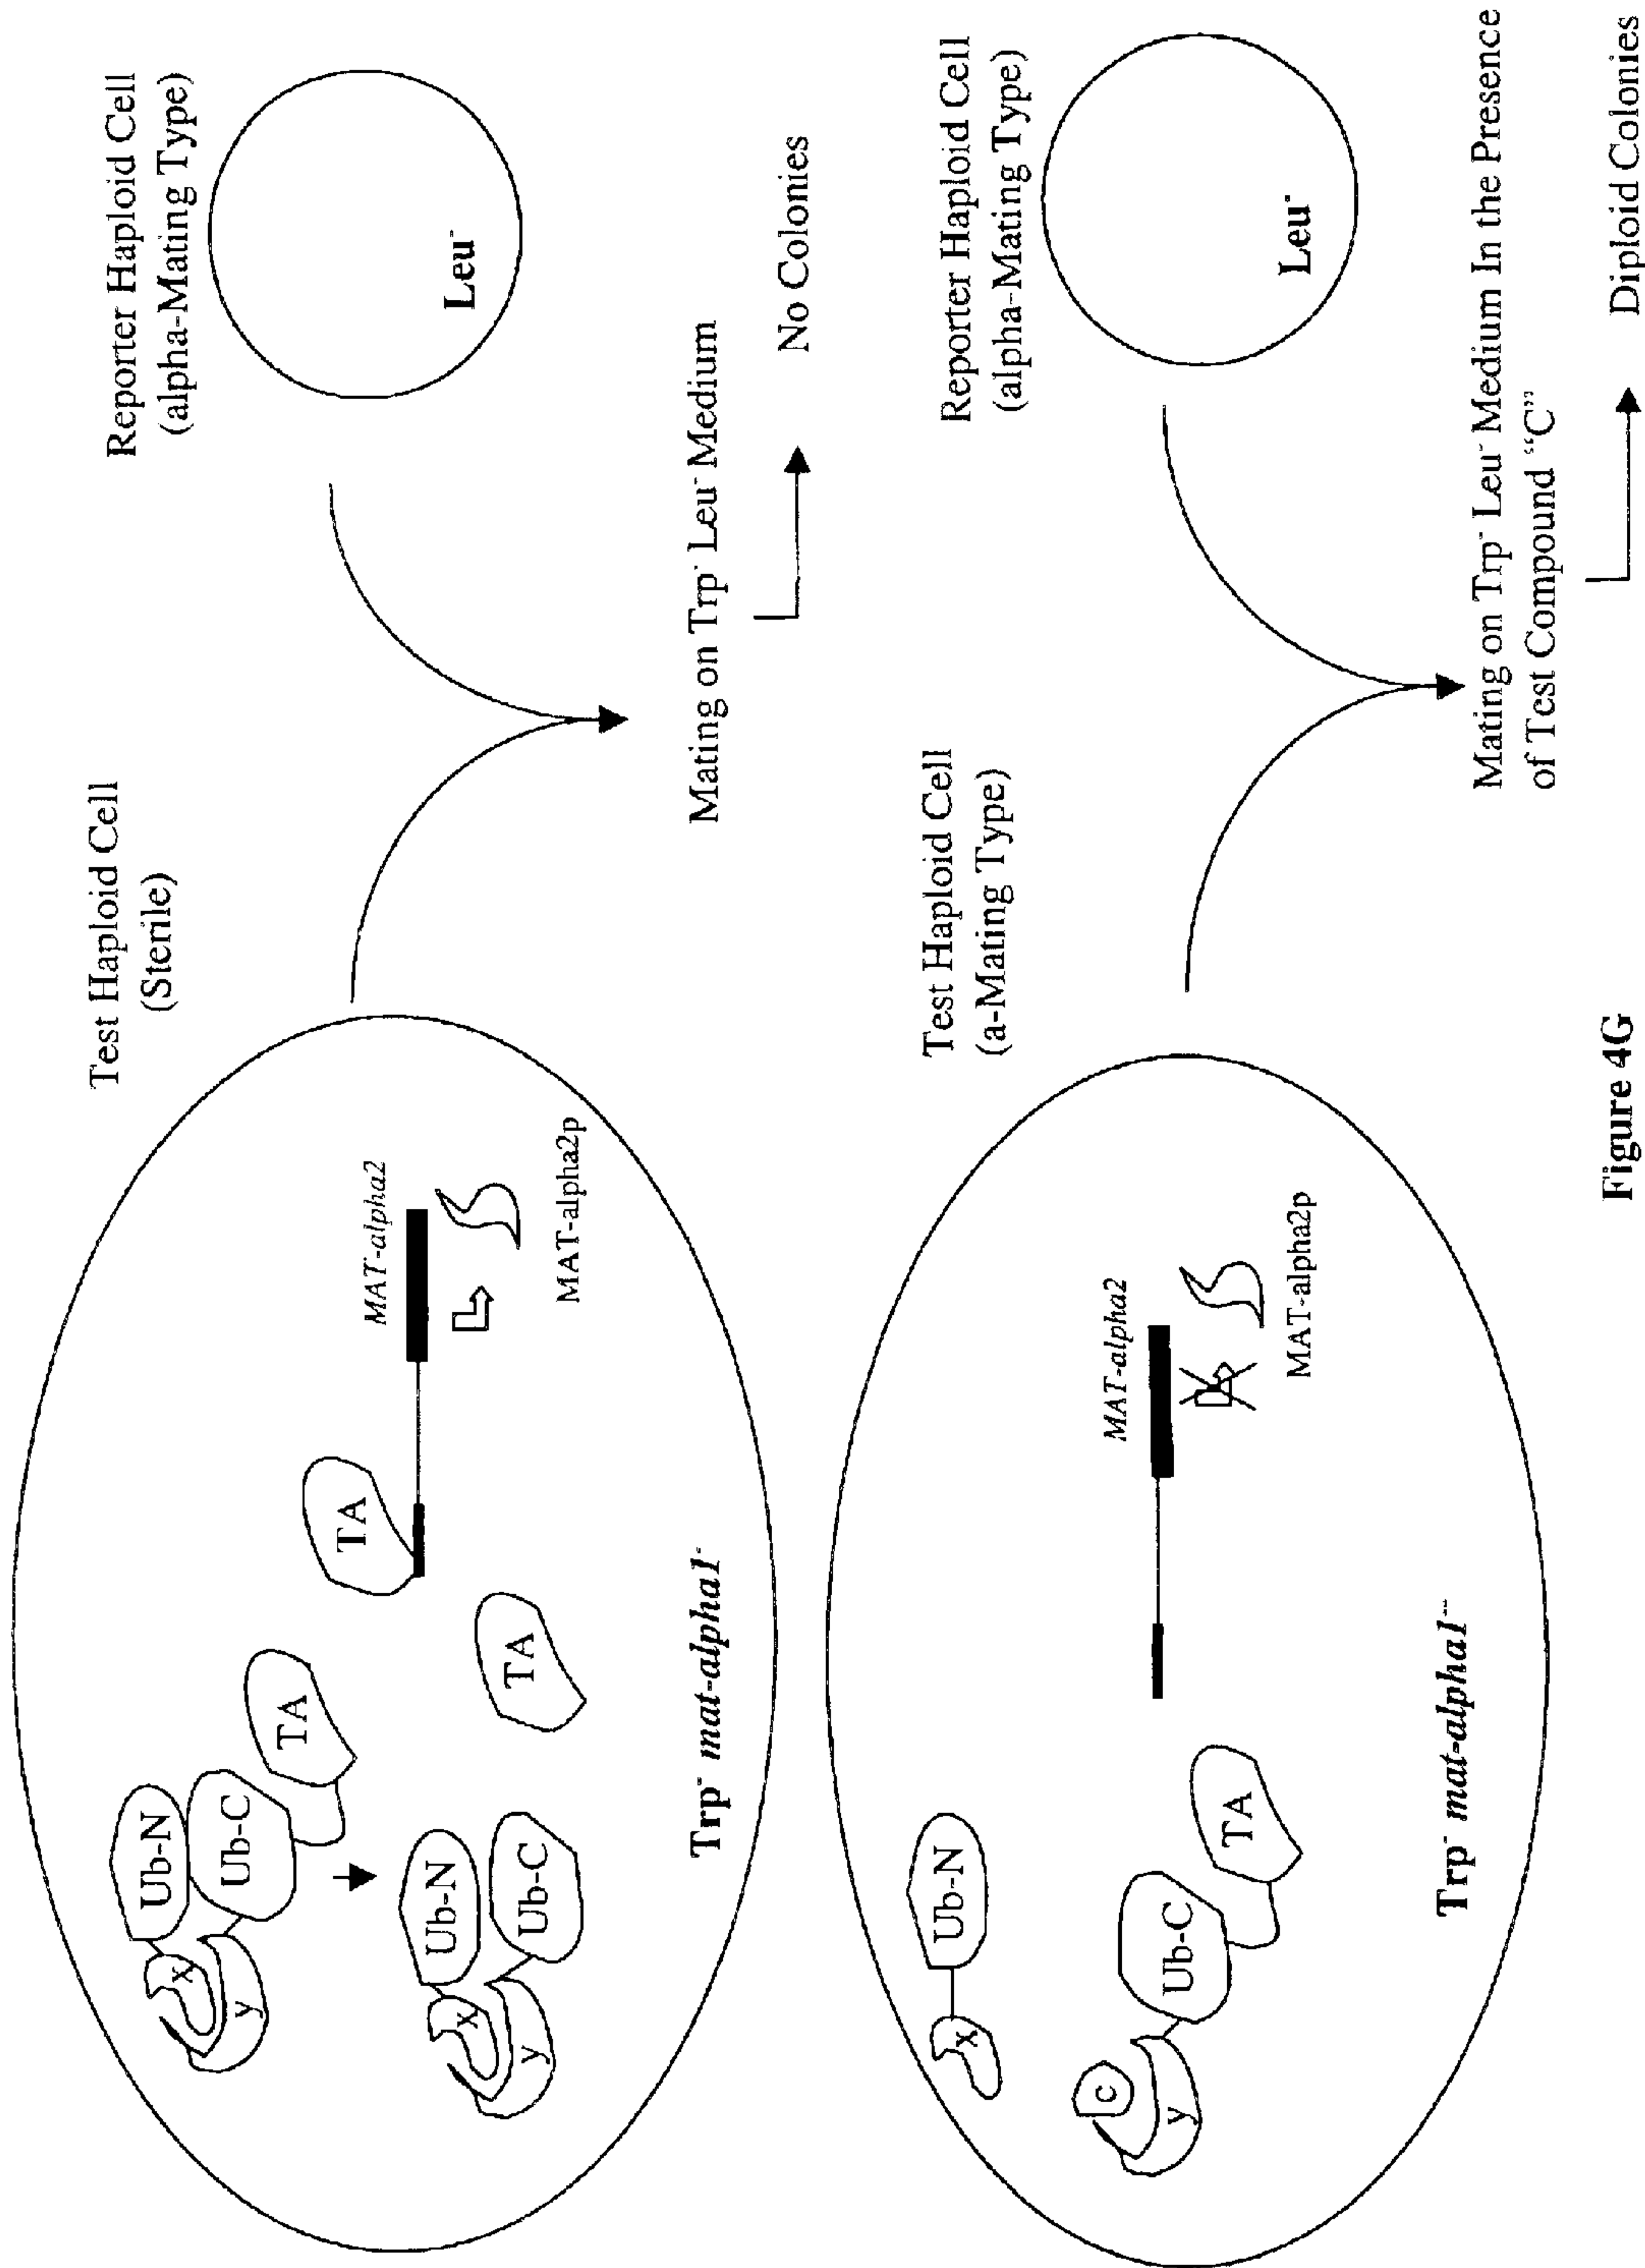 Test Haploid Cell
(Sterile)
Reporter Haploid Cell
(alpha-Mating Type)
Ub-N
Ub-C
TA
x
y
TA
MAT-alpha2
MAT-alpha2p
Ub-N
Ub-C
x
y
TA
Trp⁻ mat-alpha1⁻
Leu⁻
Mating on Trp⁻ Leu⁻ Medium
No Colonies
Test Haploid Cell
(a-Mating Type)
Reporter Haploid Cell
(alpha-Mating Type)
x
Ub-N
c
y
Ub-C
TA
MAT-alpha2
MAT-alpha2p
Trp⁻ mat-alpha1⁻⁻
Leu⁻
Mating on Trp⁻ Leu⁻ Medium In the Presence
of Test Compound “C”
Diploid Colonies
Figure 4G